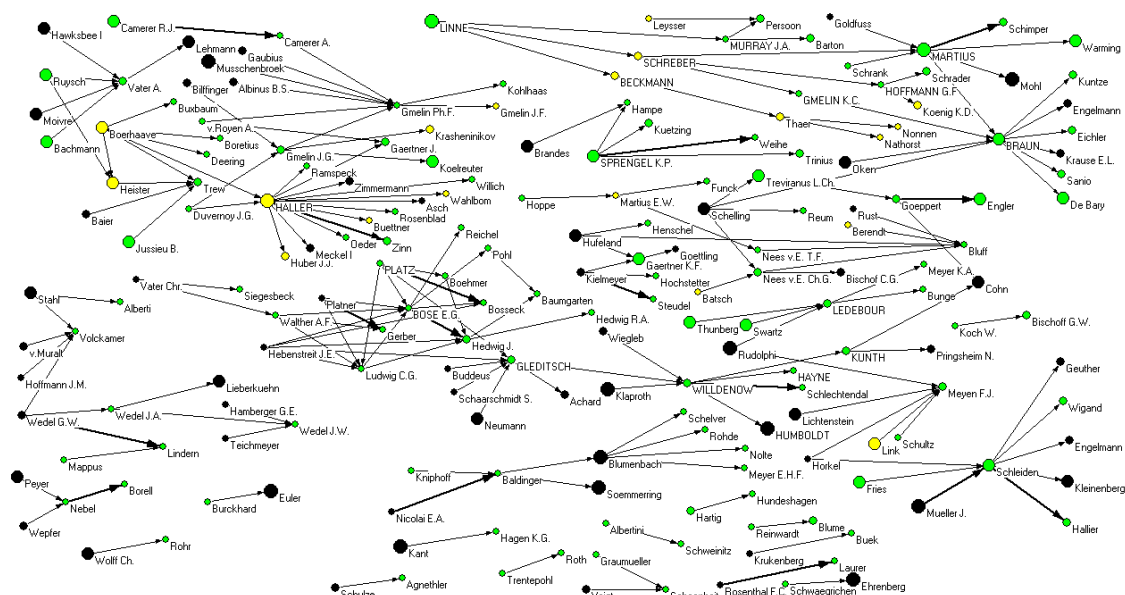 Hawksbee I
Camerer R.J.
Camerer A.
Lehmann
Gaubius
Musschenbroek
Ruysch
Vater A.
Bilffinger
Albinus B.S.
Kohlhaas
Moivre
Buxbaum
Gmelin Ph.F.
Gmelin J.F.
Boerhaave
v.Royen A.
Krasheninikov
Bachmann
Boretius
Gaertner J.
Deering
Gmelin J.G.
Koelreuter
Ramspeck
Heister
Trew
Zimmermann
Willich
HALLER
Asch
Wahlbom
Baier
Duvernoy J.G.
Rosenblad
Buettner
Jussieu B.
Oeder
Zinn
Meckel I
Huber J.J.
LINNE
Leysser
Persoon
Goldfuss
Schimper
MURRAY J.A.
Barton
MARTIUS
Warming
SCHREBER
Schrank
Schrader
Mohl
BECKMANN
HOFFMANN G.F
Kuntze
GMELIN K.C.
Koenig K.D.
Hampe
Engelmann
Kuetzing
Thaer
Nonnen
Brandes
Weihe
Nathorst
BRAUN
Eichler
SPRENGEL K.P.
Trinius
Oken
Krause E.L.
Treviranus L.Ch.
Sanio
Funck
Goeppert
Engler
De Bary
Hoppe
Martius E.W.
Schelling
Reum
Rust
Berendt
Henschel
Hufeland
Bluff
Goettling
Nees v.E. T.F.
Gaertner K.F.
Kielmeyer
Hochstetter
Nees v.E. Ch.G.
Bischof C.G.
Meyer K.A.
Steudel
Batsch
Bunge
Cohn
Thunberg
Swartz
LEDEBOUR
Koch W.
Bischoff G.W.
Rudolphi
KUNTH
Pringsheim N.
Reichel
Pohl
PLATZ
Boehmer
Vater Chr.
Siegesbeck
Platner
Bosseck
Baumgarten
Stahl
Alberti
Walther A.F.
BOSE E.G.
Gerber
Hedwig R.A.
Volckamer
Hebenstreit J.E.
Hedwig J.
Wiegleb
v.Muralt
Ludwig C.G.
GLEDITSCH
Hoffmann J.M.
Buddeus
Klaproth
WILLDENOW
HAYNE
Schlechtendal
Meyen F.J.
Geuther
Lieberkuehn
Schaarschmidt S.
Achard
Wedel G.W.
Wedel J.A.
Hamberger G.E.
Neumann
Schelver
HUMBOLDT
Lichtenstein
Wigand
Teichmeyer
Wedel J.W.
Rohde
Link
Schultz
Engelmann
Mappus
Lindern
Nolte
Blumenbach
Meyer E.H.F.
Horkel
Schleiden
Kniphoff
Baldinger
Fries
Kleinenberg
Peyer
Borell
Euler
Soemmerring
Mueller J.
Nebel
Burckhard
Nicolai E.A.
Hundeshagen
Hartig
Hallier
Wepfer
Rohr
Albertini
Blume
Reinwardt
Wolff Ch.
Kant
Hagen K.G.
Schweinitz
Buek
Krukenberg
Roth
Graumueller
Laurer
Trentepohl
Agnethler
Ehrenberg
Rosenthal F.C.
Schwaegrichen
Schulze